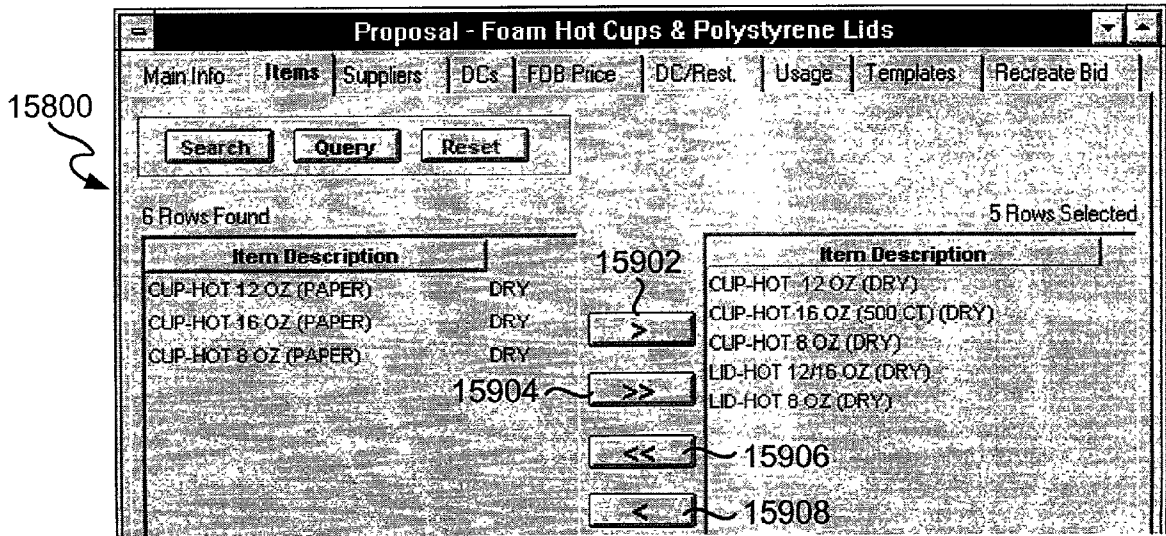 Proposal - Foam Hot Cups & Polystyrene Lids
Main Info Items Suppliers DCs FDB Price DC/Rest. Usage Templates Recreate Bid
15800
Search Query Reset
6 Rows Found
5 Rows Selected
Item Description
CUP-HOT 12 OZ (PAPER) DRY
CUP-HOT 16 OZ (PAPER) DRY
CUP-HOT 8 OZ (PAPER) DRY
15902
>
15904
>>
<<
15906
<
15908
Item Description
CUP-HOT 12 OZ (DRY)
CUP-HOT 16 OZ (500 CT) (DRY)
CUP-HOT 8 OZ (DRY)
LID-HOT 12/16 OZ (DRY)
LID-HOT 8 OZ (DRY)